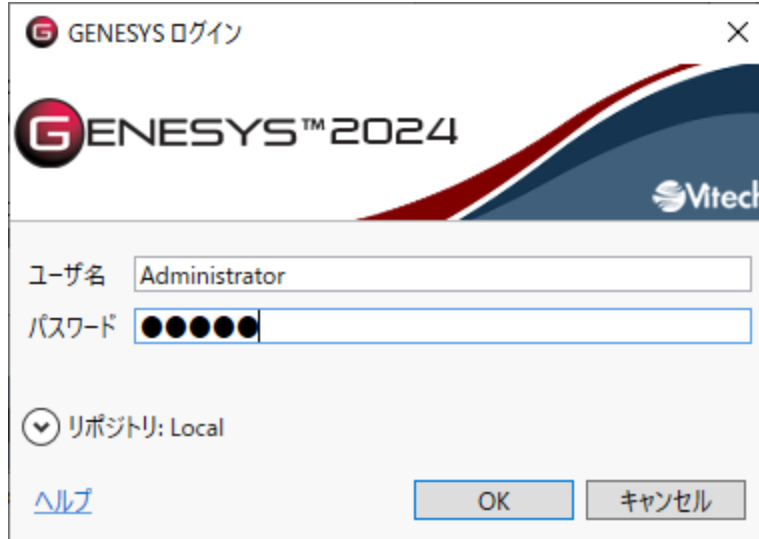 GENESYS ログイン
GENESYS™2024
Vitech
ユーザ名 Administrator
パスワード ●●●●●
リポジトリ: Local
ヘルプ OK キャンセル